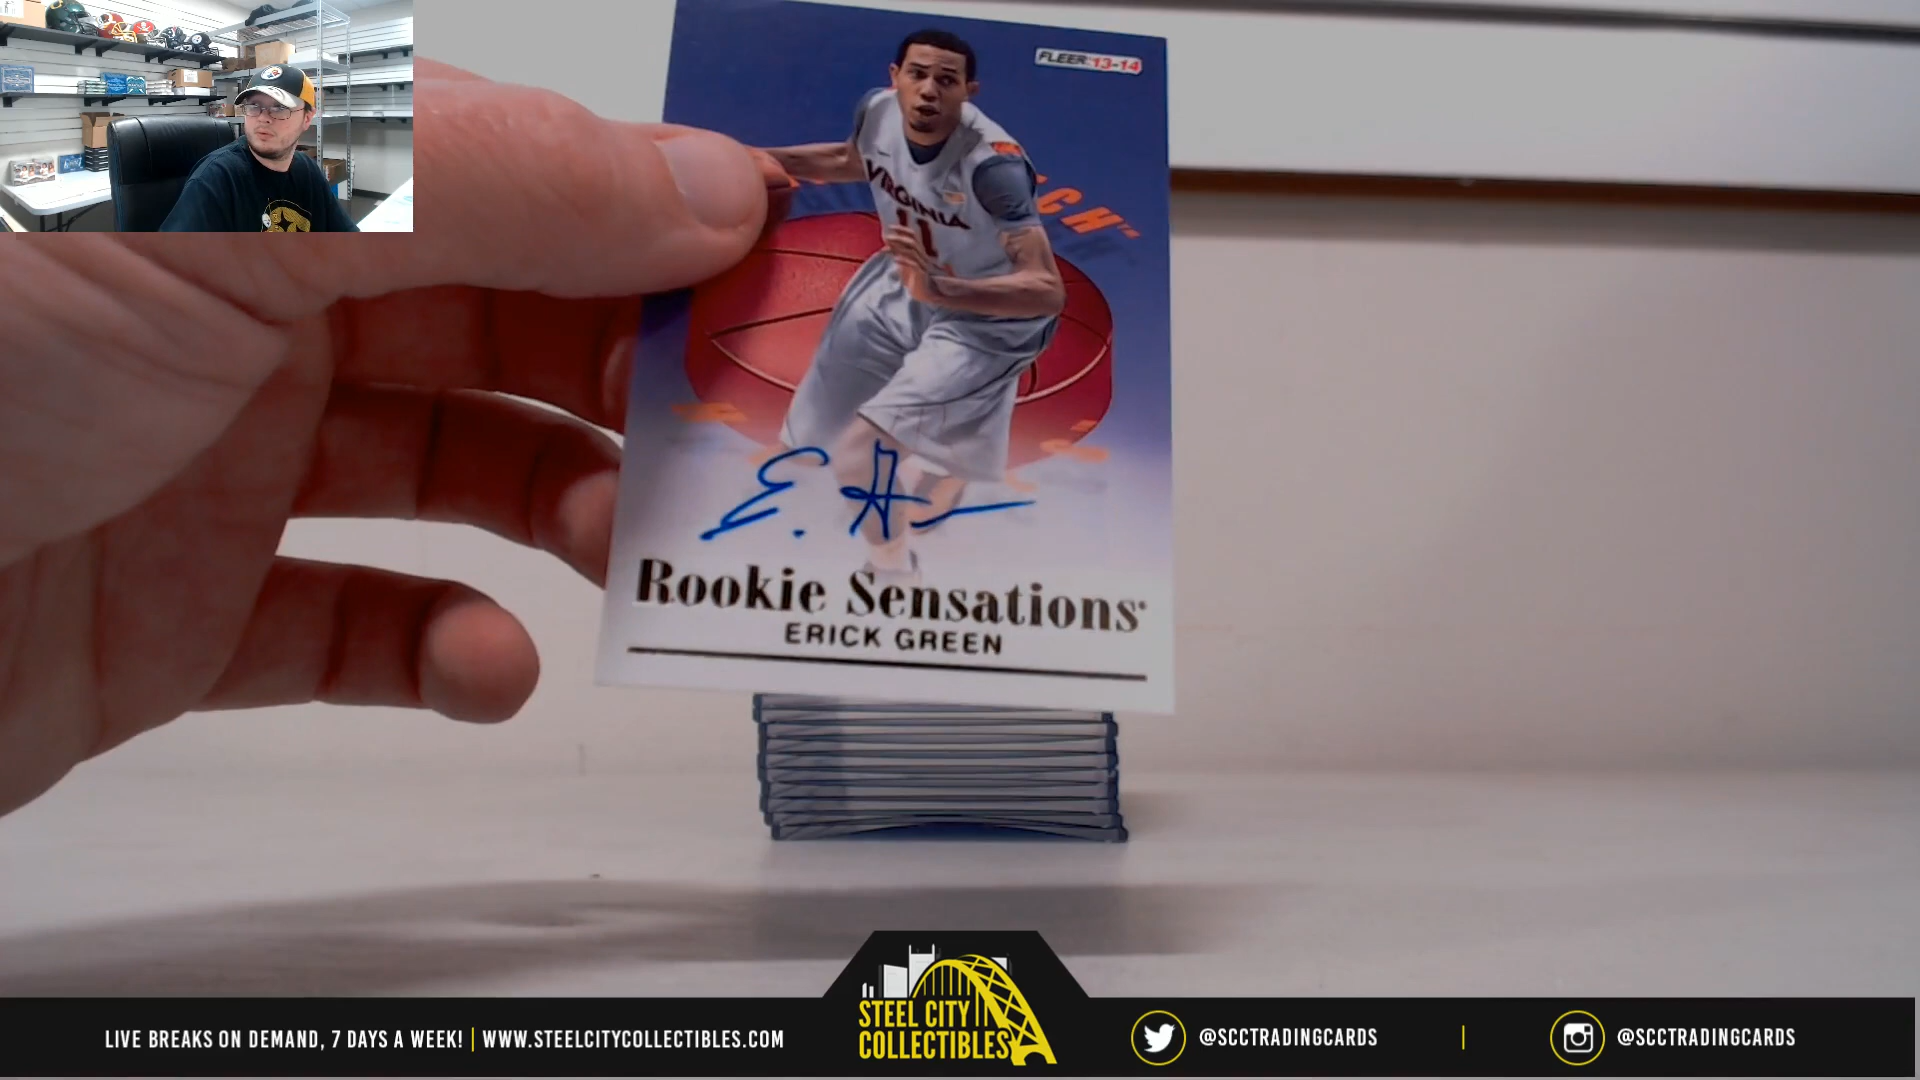 FLEER 13-14
VIRGINIA
11
CH™
E. G
Rookie Sensations®
ERICK GREEN
STEEL CITY
COLLECTIBLES
LIVE BREAKS ON DEMAND, 7 DAYS A WEEK! | WWW.STEELCITYCOLLECTIBLES.COM
@SCCTRADINGCARDS | @SCCTRADINGCARDS